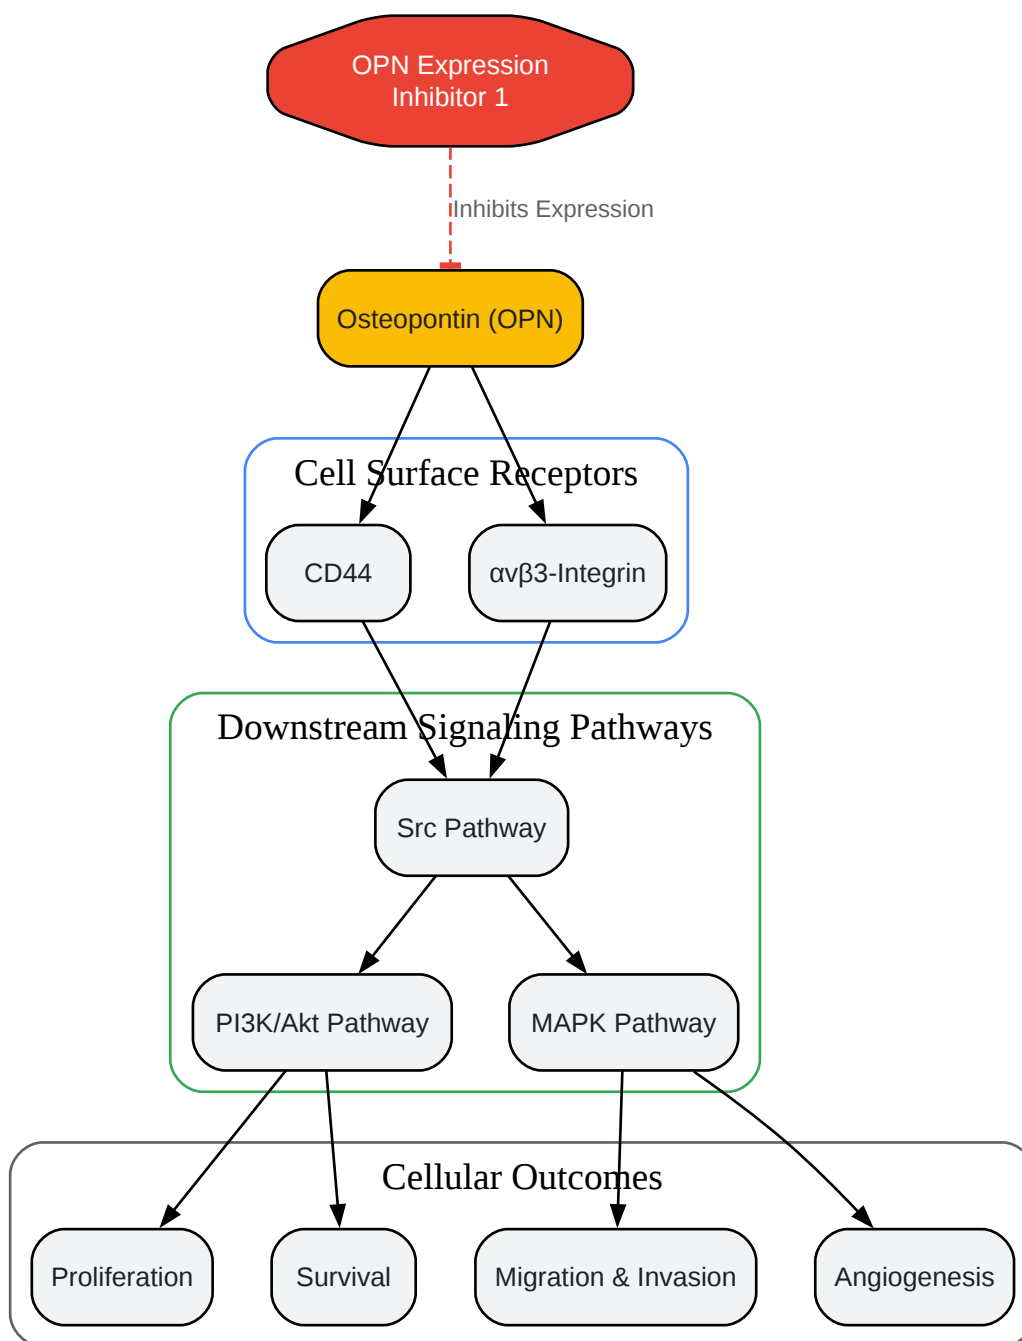 OPN Expression
Inhibitor 1
Inhibits Expression
Osteopontin (OPN)
Cell Surface Receptors
CD44
αvβ3-Integrin
Downstream Signaling Pathways
Src Pathway
PI3K/Akt Pathway
MAPK Pathway
Cellular Outcomes
Proliferation
Survival
Migration & Invasion
Angiogenesis